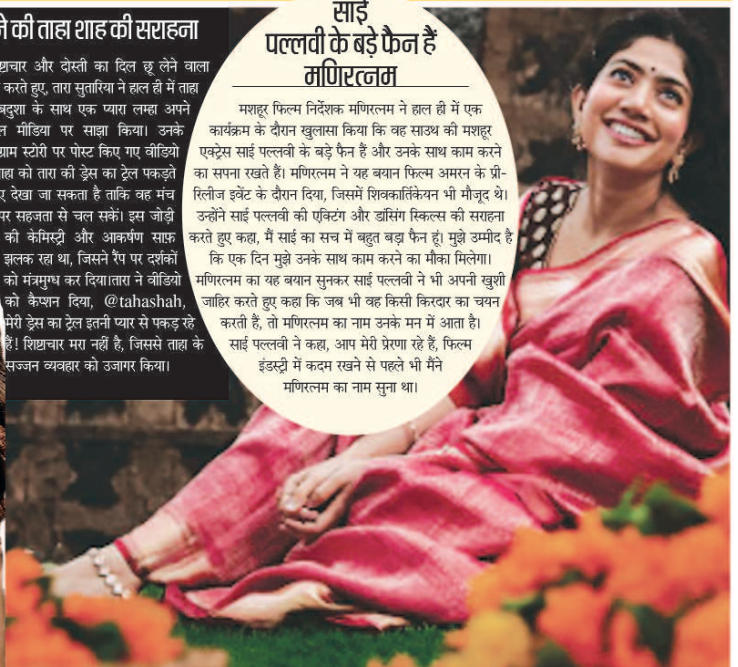 ने की ताहा शाह की सराहना
ष्टाचार और दोस्ती का दिल छू लेने वाला
करते हुए, तारा सुतारिया ने हाल ही में ताहा
बदुशा के साथ एक प्यारा लम्हा अपने
ल मीडिया पर साझा किया। उनके
ग्राम स्टोरी पर पोस्ट किए गए वीडियो
ाहा को तारा की ड्रेस का ट्रेल पकड़ते
ए देखा जा सकता है ताकि वह मंच
पर सहजता से चल सकें। इस जोड़ी
की केमिस्ट्री और आकर्षण साफ़
झलक रहा था, जिसने रैंप पर दर्शकों
को मंत्रमुग्ध कर दिया।तारा ने वीडियो
को कैप्शन दिया, @tahashah,
मेरी ड्रेस का ट्रेल इतनी प्यार से पकड़ रहे
हैं! शिष्टाचार मरा नहीं है, जिससे ताहा के
सज्जन व्यवहार को उजागर किया।
साई
पल्लवी के बड़े फैन हैं
मणिरत्नम
मशहूर फिल्म निर्देशक मणिरत्नम ने हाल ही में एक
कार्यक्रम के दौरान खुलासा किया कि वह साउथ की मशहूर
एक्ट्रेस साई पल्लवी के बड़े फैन हैं और उनके साथ काम करने
का सपना रखते हैं। मणिरत्नम ने यह बयान फिल्म अमरन के प्री-
रिलीज इवेंट के दौरान दिया, जिसमें शिवकार्तिकेयन भी मौजूद थे।
उन्होंने साई पल्लवी की एक्टिंग और डांसिंग स्किल्स की सराहना
करते हुए कहा, मैं साई का सच में बहुत बड़ा फैन हूं। मुझे उम्मीद है
कि एक दिन मुझे उनके साथ काम करने का मौका मिलेगा।
मणिरत्नम का यह बयान सुनकर साई पल्लवी ने भी अपनी खुशी
जाहिर करते हुए कहा कि जब भी वह किसी किरदार का चयन
करती हैं, तो मणिरत्नम का नाम उनके मन में आता है।
साई पल्लवी ने कहा, आप मेरी प्रेरणा रहे हैं, फिल्म
इंडस्ट्री में कदम रखने से पहले भी मैंने
मणिरत्नम का नाम सुना था।